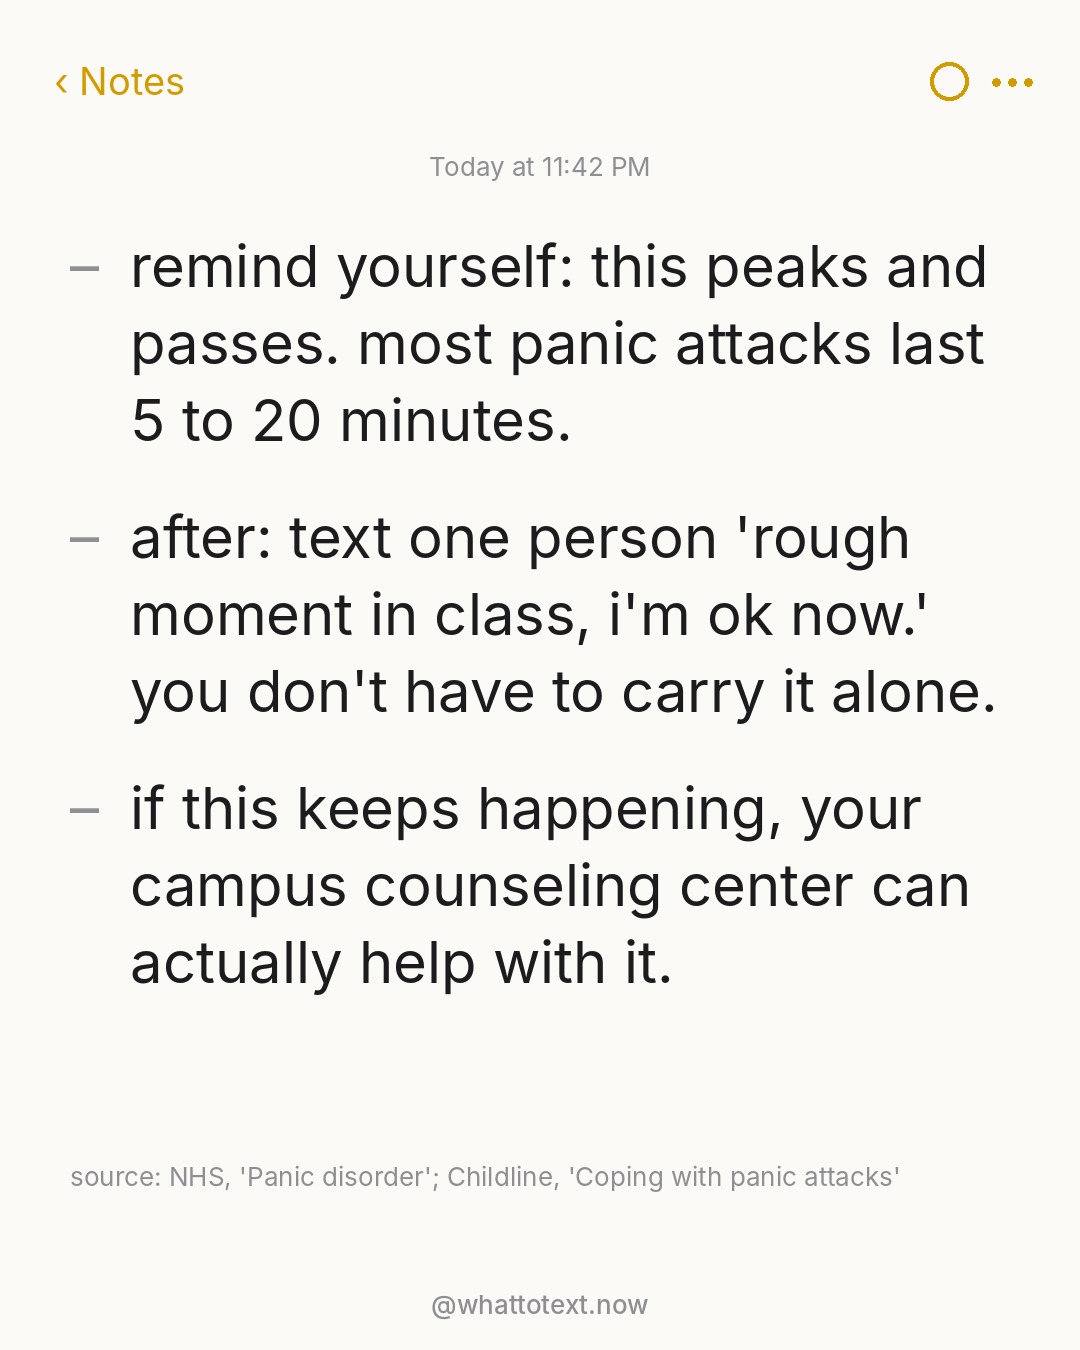 ‹ Notes
Today at 11:42 PM
– remind yourself: this peaks and
passes. most panic attacks last
5 to 20 minutes.
– after: text one person 'rough
moment in class, i'm ok now.'
you don't have to carry it alone.
– if this keeps happening, your
campus counseling center can
actually help with it.
source: NHS, 'Panic disorder'; Childline, 'Coping with panic attacks'
@whattotext.now